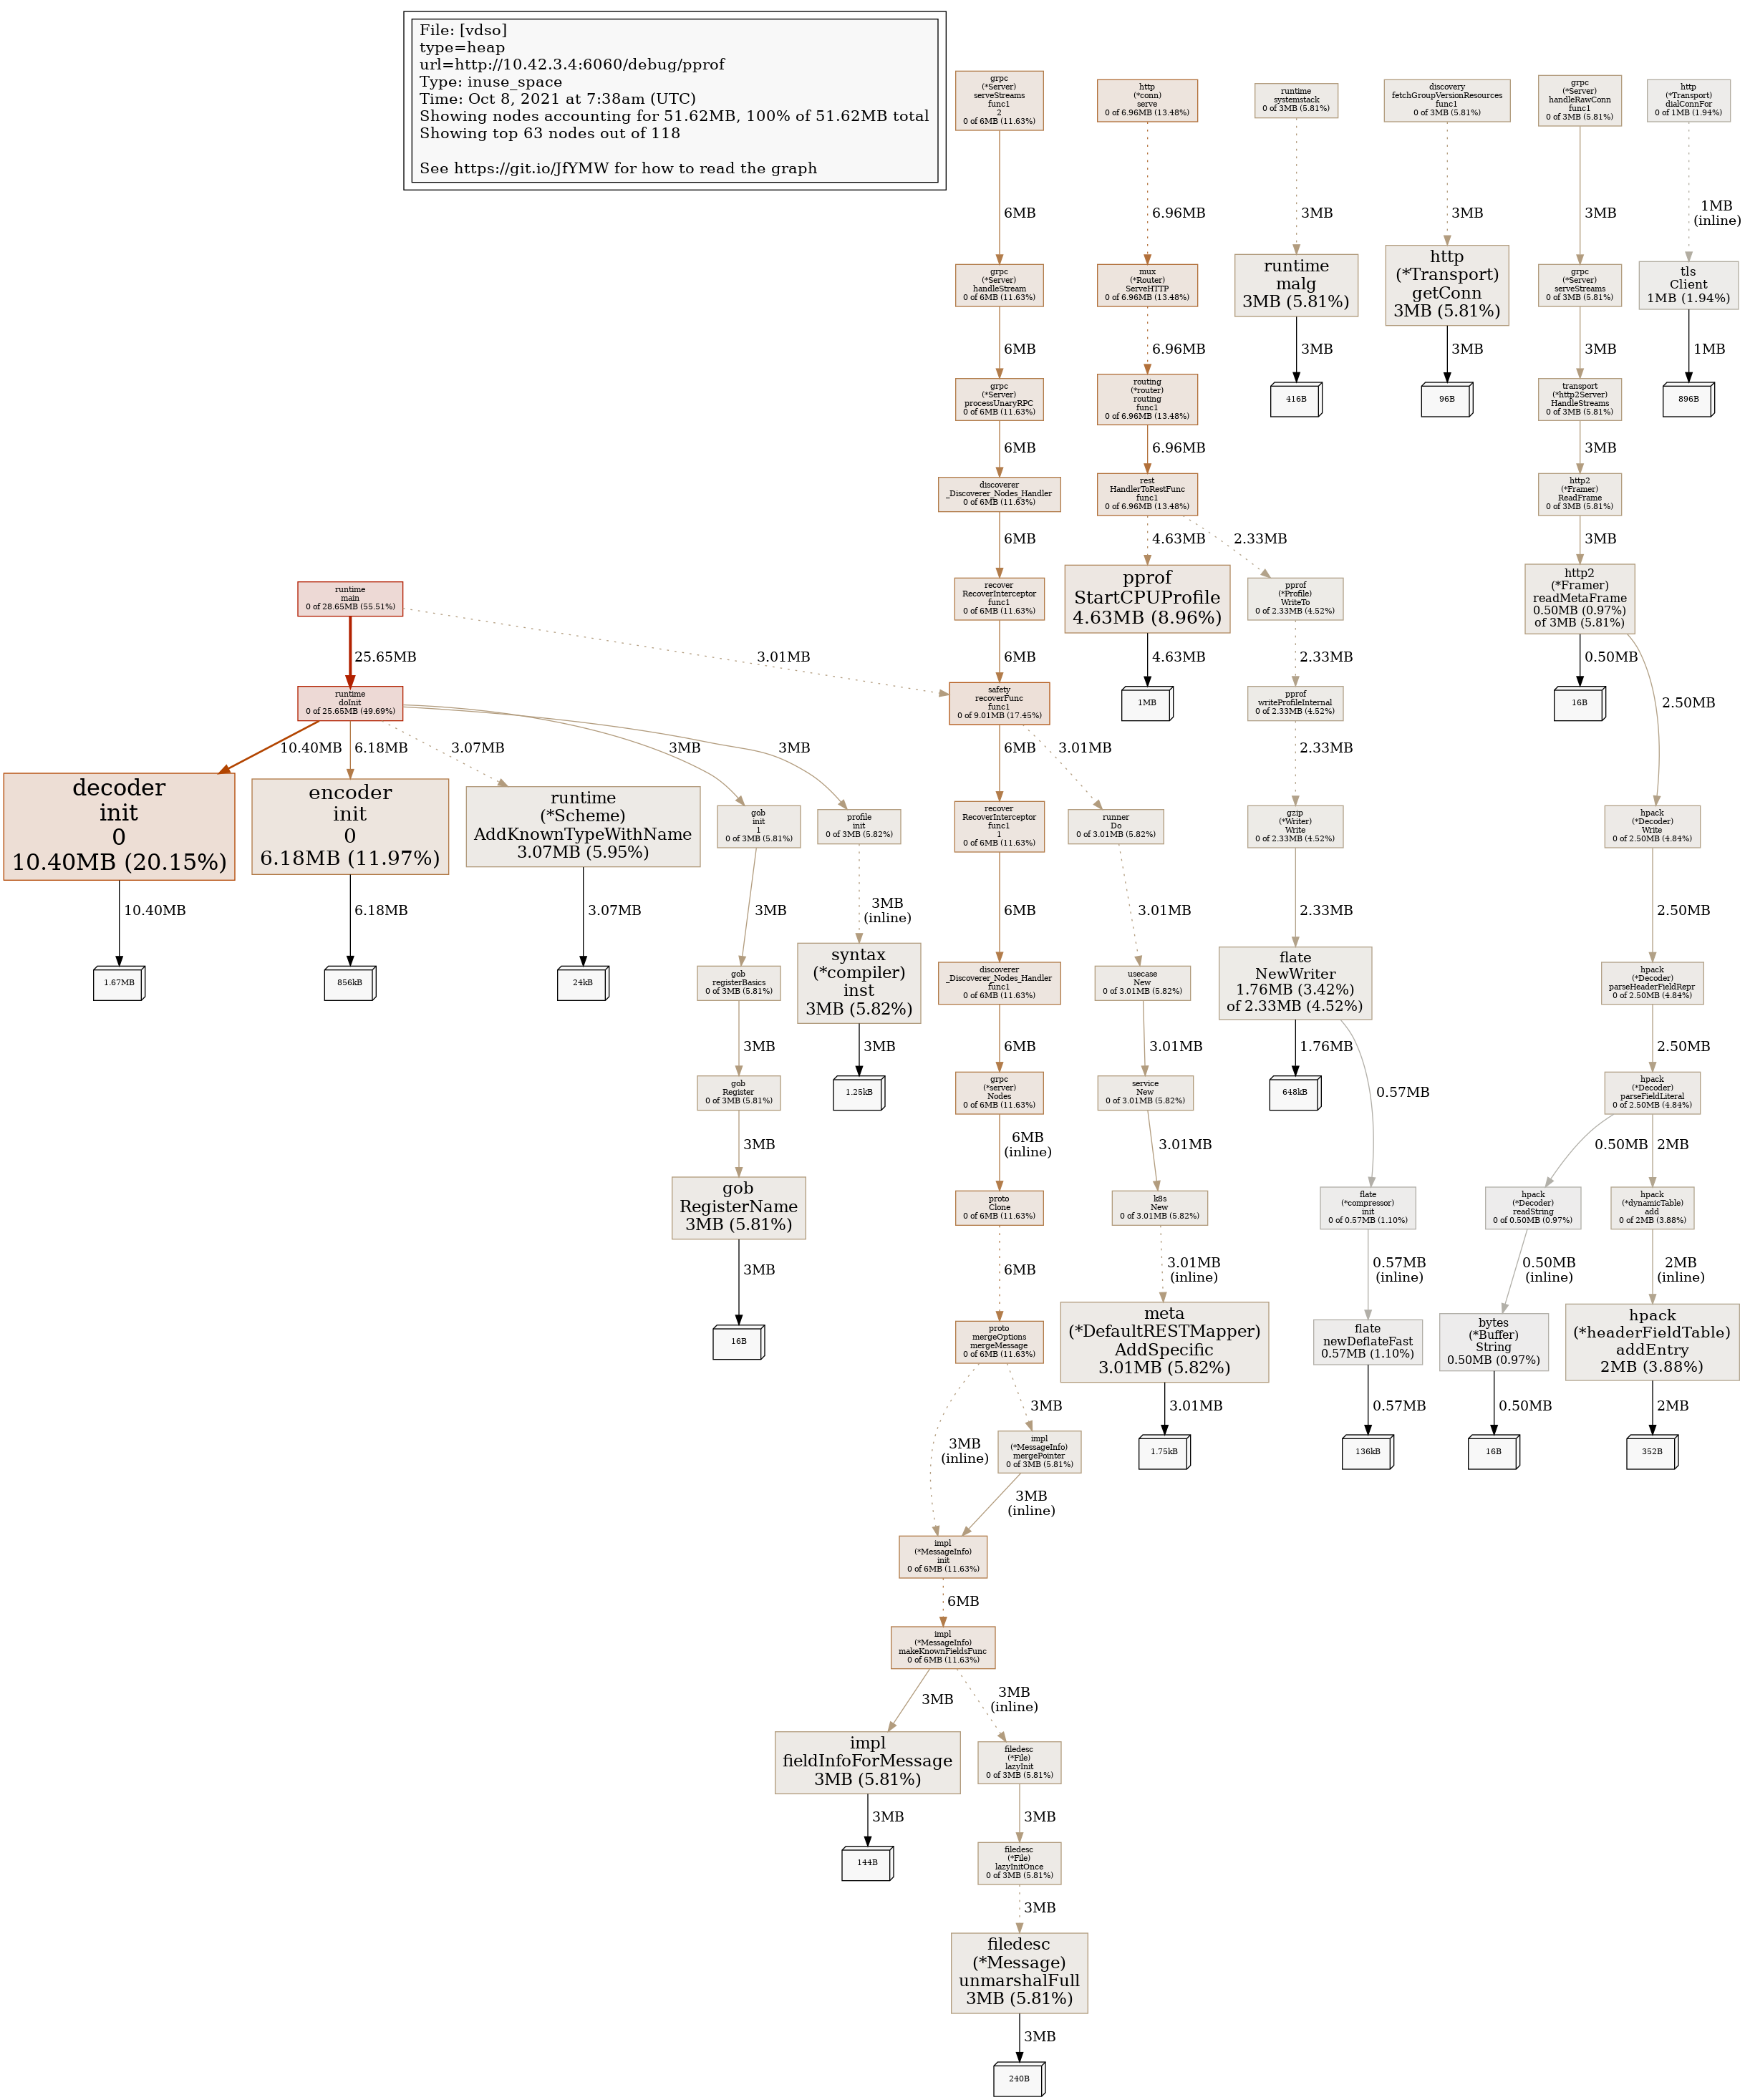 File: [vdso]
type=heap
url=http://10.42.3.4:6060/debug/pprof
Type: inuse_space
Time: Oct 8, 2021 at 7:38am (UTC)
Showing nodes accounting for 51.62MB, 100% of 51.62MB total
Showing top 63 nodes out of 118
See https://git.io/JfYMW for how to read the graph
grpc
(*Server)
serveStreams
func1
2
0 of 6MB (11.63%)
http
(*conn)
serve
0 of 6.96MB (13.48%)
runtime
systemstack
0 of 3MB (5.81%)
discovery
fetchGroupVersionResources
func1
0 of 3MB (5.81%)
grpc
(*Server)
handleRawConn
func1
0 of 3MB (5.81%)
http
(*Transport)
dialConnFor
0 of 1MB (1.94%)
6MB
6.96MB
3MB
3MB
3MB
1MB
(inline)
grpc
(*Server)
handleStream
0 of 6MB (11.63%)
mux
(*Router)
ServeHTTP
0 of 6.96MB (13.48%)
runtime
malg
3MB (5.81%)
http
(*Transport)
getConn
3MB (5.81%)
grpc
(*Server)
serveStreams
0 of 3MB (5.81%)
tls
Client
1MB (1.94%)
6MB
6.96MB
3MB
3MB
3MB
1MB
grpc
(*Server)
processUnaryRPC
0 of 6MB (11.63%)
routing
(*router)
routing
func1
0 of 6.96MB (13.48%)
416B
96B
transport
(*http2Server)
HandleStreams
0 of 3MB (5.81%)
896B
6MB
6.96MB
3MB
discoverer
_Discoverer_Nodes_Handler
0 of 6MB (11.63%)
rest
HandlerToRestFunc
func1
0 of 6.96MB (13.48%)
http2
(*Framer)
ReadFrame
0 of 3MB (5.81%)
6MB
4.63MB
2.33MB
3MB
runtime
main
0 of 28.65MB (55.51%)
recover
RecoverInterceptor
func1
0 of 6MB (11.63%)
pprof
StartCPUProfile
4.63MB (8.96%)
pprof
(*Profile)
WriteTo
0 of 2.33MB (4.52%)
http2
(*Framer)
readMetaFrame
0.50MB (0.97%)
of 3MB (5.81%)
25.65MB
3.01MB
6MB
4.63MB
2.33MB
0.50MB
2.50MB
runtime
doInit
0 of 25.65MB (49.69%)
safety
recoverFunc
func1
0 of 9.01MB (17.45%)
1MB
pprof
writeProfileInternal
0 of 2.33MB (4.52%)
16B
10.40MB
6.18MB
3.07MB
3MB
3MB
6MB
3.01MB
2.33MB
decoder
init
0
10.40MB (20.15%)
encoder
init
0
6.18MB (11.97%)
runtime
(*Scheme)
AddKnownTypeWithName
3.07MB (5.95%)
gob
init
1
0 of 3MB (5.81%)
profile
init
0 of 3MB (5.82%)
recover
RecoverInterceptor
func1
1
0 of 6MB (11.63%)
runner
Do
0 of 3.01MB (5.82%)
gzip
(*Writer)
Write
0 of 2.33MB (4.52%)
hpack
(*Decoder)
Write
0 of 2.50MB (4.84%)
10.40MB
6.18MB
3.07MB
3MB
3MB
(inline)
6MB
3.01MB
2.33MB
2.50MB
1.67MB
856kB
24kB
gob
registerBasics
0 of 3MB (5.81%)
syntax
(*compiler)
inst
3MB (5.82%)
discoverer
_Discoverer_Nodes_Handler
func1
0 of 6MB (11.63%)
usecase
New
0 of 3.01MB (5.82%)
flate
NewWriter
1.76MB (3.42%)
of 2.33MB (4.52%)
hpack
(*Decoder)
parseHeaderFieldRepr
0 of 2.50MB (4.84%)
3MB
3MB
6MB
3.01MB
1.76MB
0.57MB
2.50MB
gob
Register
0 of 3MB (5.81%)
1.25kB
grpc
(*server)
Nodes
0 of 6MB (11.63%)
service
New
0 of 3.01MB (5.82%)
648kB
hpack
(*Decoder)
parseFieldLiteral
0 of 2.50MB (4.84%)
3MB
6MB
(inline)
3.01MB
0.50MB
2MB
gob
RegisterName
3MB (5.81%)
proto
Clone
0 of 6MB (11.63%)
k8s
New
0 of 3.01MB (5.82%)
flate
(*compressor)
init
0 of 0.57MB (1.10%)
hpack
(*Decoder)
readString
0 of 0.50MB (0.97%)
hpack
(*dynamicTable)
add
0 of 2MB (3.88%)
3MB
6MB
3.01MB
(inline)
0.57MB
(inline)
0.50MB
(inline)
2MB
(inline)
16B
proto
mergeOptions
mergeMessage
0 of 6MB (11.63%)
meta
(*DefaultRESTMapper)
AddSpecific
3.01MB (5.82%)
flate
newDeflateFast
0.57MB (1.10%)
bytes
(*Buffer)
String
0.50MB (0.97%)
hpack
(*headerFieldTable)
addEntry
2MB (3.88%)
3MB
(inline)
3MB
3.01MB
0.57MB
0.50MB
2MB
impl
(*MessageInfo)
mergePointer
0 of 3MB (5.81%)
1.75kB
136kB
16B
352B
3MB
(inline)
impl
(*MessageInfo)
init
0 of 6MB (11.63%)
6MB
impl
(*MessageInfo)
makeKnownFieldsFunc
0 of 6MB (11.63%)
3MB
3MB
(inline)
impl
fieldInfoForMessage
3MB (5.81%)
filedesc
(*File)
lazyInit
0 of 3MB (5.81%)
3MB
3MB
144B
filedesc
(*File)
lazyInitOnce
0 of 3MB (5.81%)
3MB
filedesc
(*Message)
unmarshalFull
3MB (5.81%)
3MB
240B